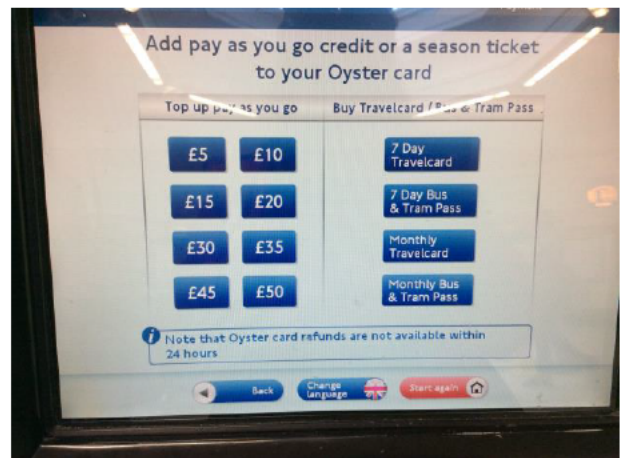 Add pay as you go credit or a season ticket
to your Oyster card
Top up pay as you go
Buy Travelcard / Bus & Tram Pass
£5
£10
£15
£20
£30
£35
£45
£50
7 Day
Travelcard
7 Day Bus
& Tram Pass
Monthly
Travelcard
Monthly Bus
& Tram Pass
i
Note that Oyster card refunds are not available within
24 hours
Back
Change
language
Start again